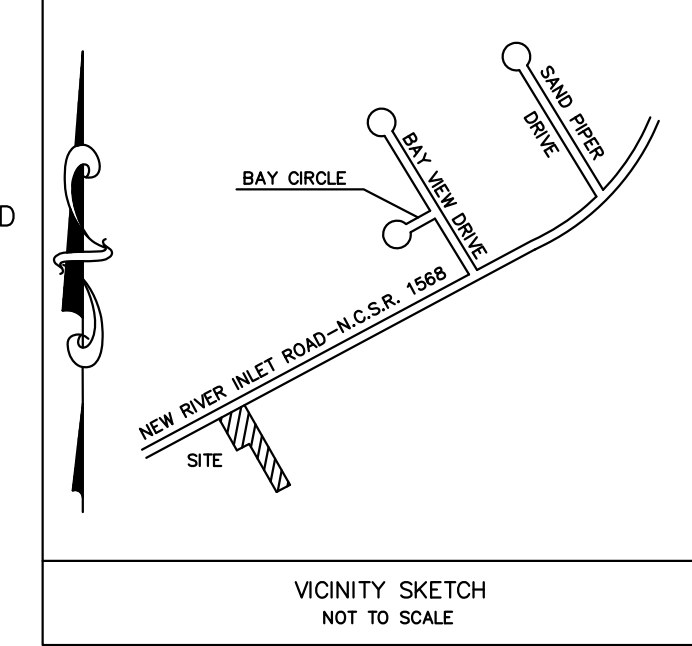 SAND PIPER
DRIVE
BAY VIEW DRIVE
BAY CIRCLE
D
NEW RIVER INLET ROAD-N.C.S.R. 1568
SITE
VICINITY SKETCH
NOT TO SCALE